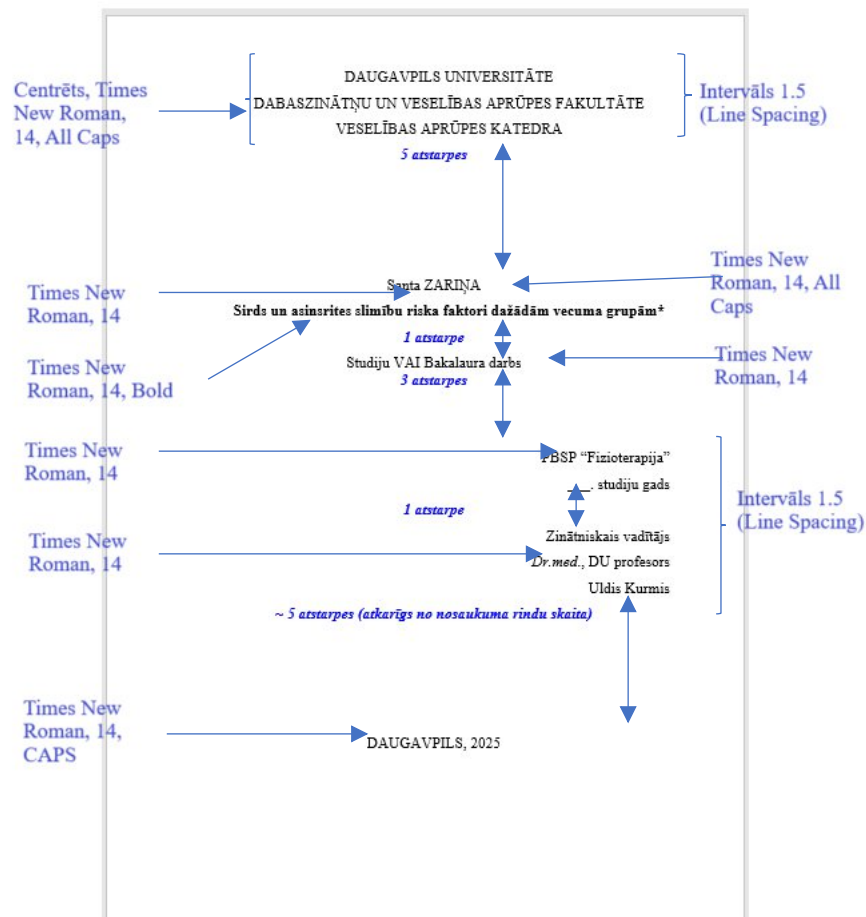 DAUGAVPILS UNIVERSITĀTE
DABASZINĀTŅU UN VESELĪBAS APRŪPES FAKULTĀTE
VESELĪBAS APRŪPES KATEDRA
5 atstarpes
Centrēts, Times
New Roman,
14, All Caps
Intervāls 1.5
(Line Spacing)
Santa ZARIŅA
Sirds un asinsrites slimību riska faktori dažādām vecuma grupām*
1 atstarpe
Studiju VAI Bakalaura darbs
3 atstarpes
Times New
Roman, 14
Times New
Roman, 14, All
Caps
Times New
Roman, 14, Bold
Times New
Roman, 14
PBSP “Fizioterapija”
___. studiju gads
1 atstarpe
Zinātniskais vadītājs
Dr.med., DU profesors
Uldis Kurmis
~ 5 atstarpes (atkarīgs no nosaukuma rindu skaita)
Times New
Roman, 14
Times New
Roman, 14
Intervāls 1.5
(Line Spacing)
Times New
Roman, 14,
CAPS
DAUGAVPILS, 2025